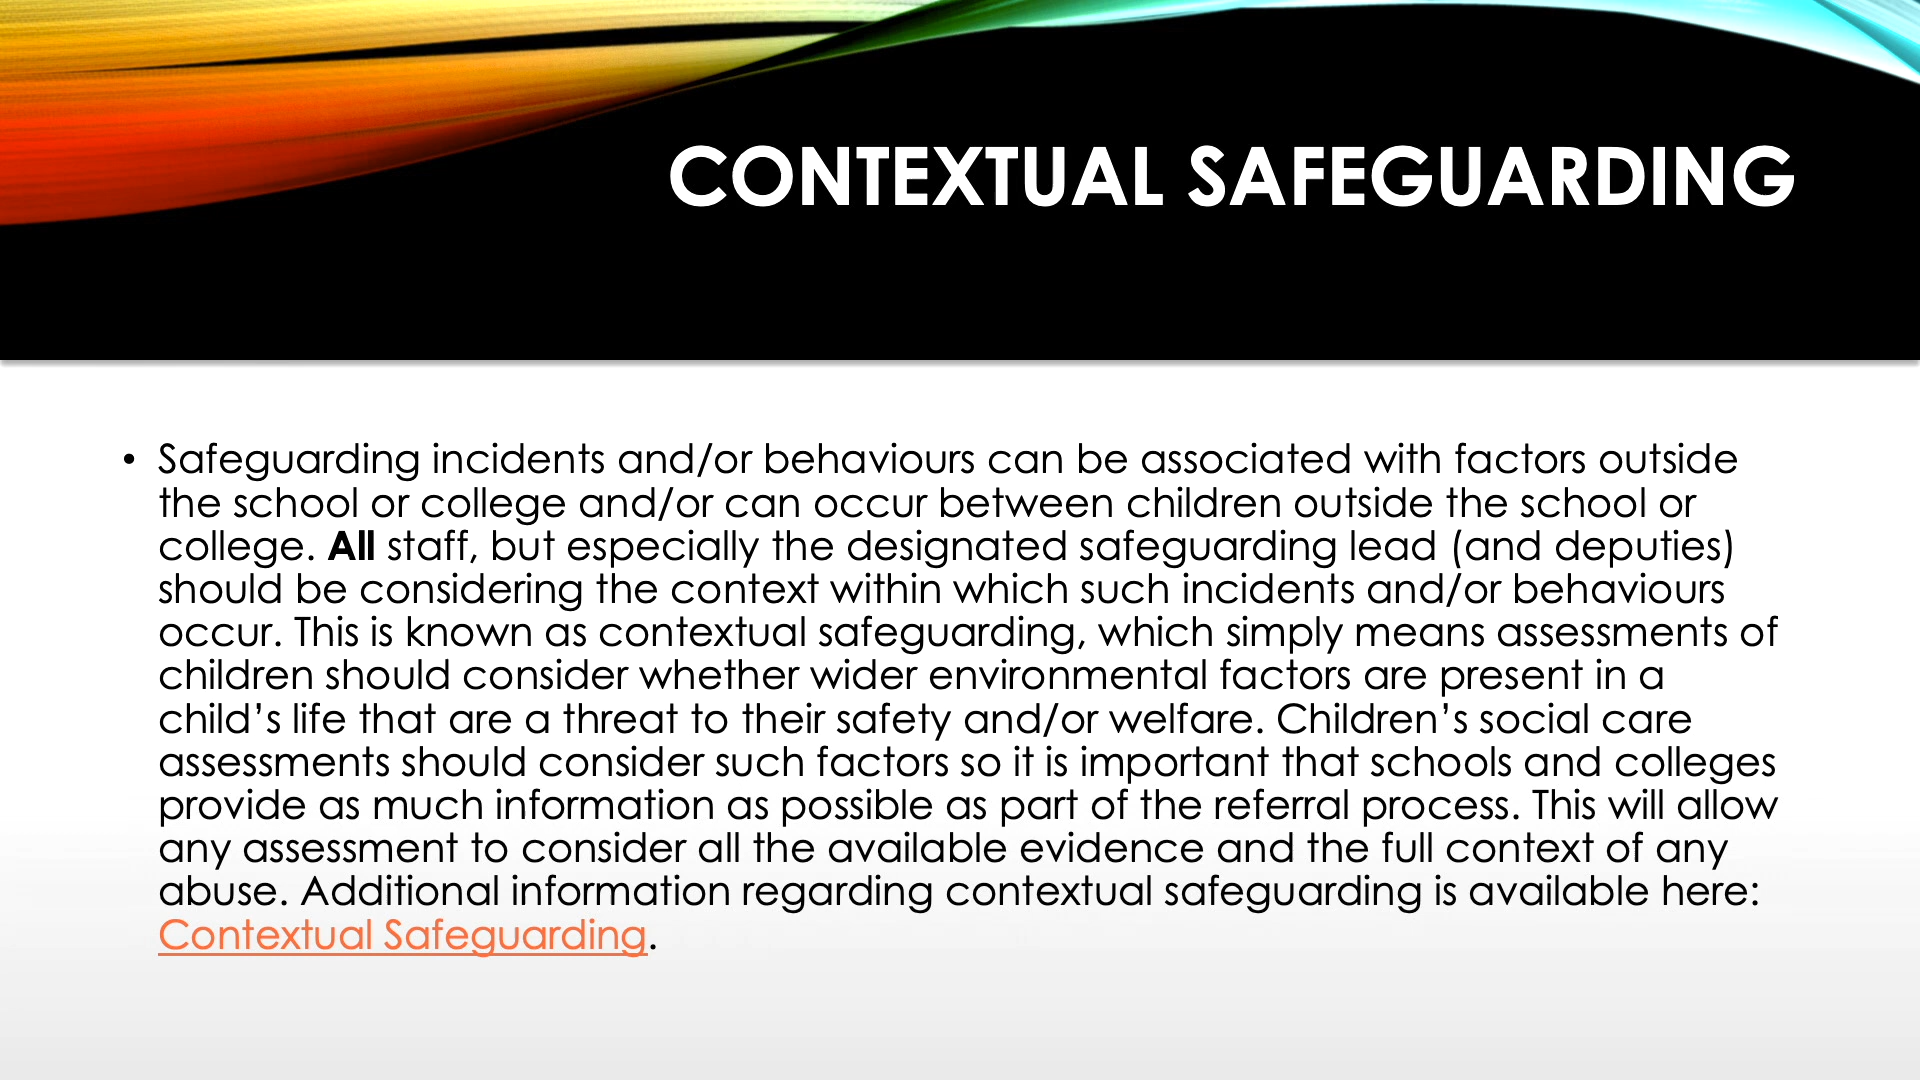 CONTEXTUAL SAFEGUARDING
• Safeguarding incidents and/or behaviours can be associated with factors outside
the school or college and/or can occur between children outside the school or
college. All staff, but especially the designated safeguarding lead (and deputies)
should be considering the context within which such incidents and/or behaviours
occur. This is known as contextual safeguarding, which simply means assessments of
children should consider whether wider environmental factors are present in a
child’s life that are a threat to their safety and/or welfare. Children’s social care
assessments should consider such factors so it is important that schools and colleges
provide as much information as possible as part of the referral process. This will allow
any assessment to consider all the available evidence and the full context of any
abuse. Additional information regarding contextual safeguarding is available here:
Contextual Safeguarding.